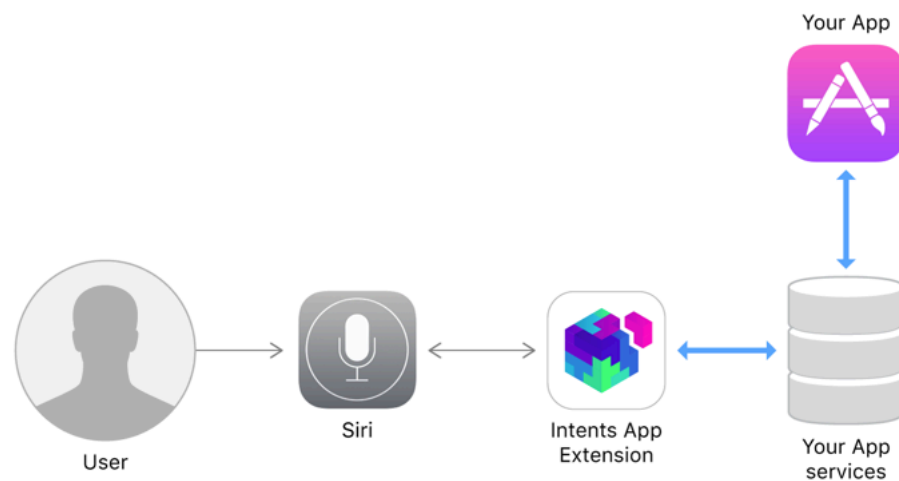 Your App
User
Siri
Intents App
Extension
Your App
services